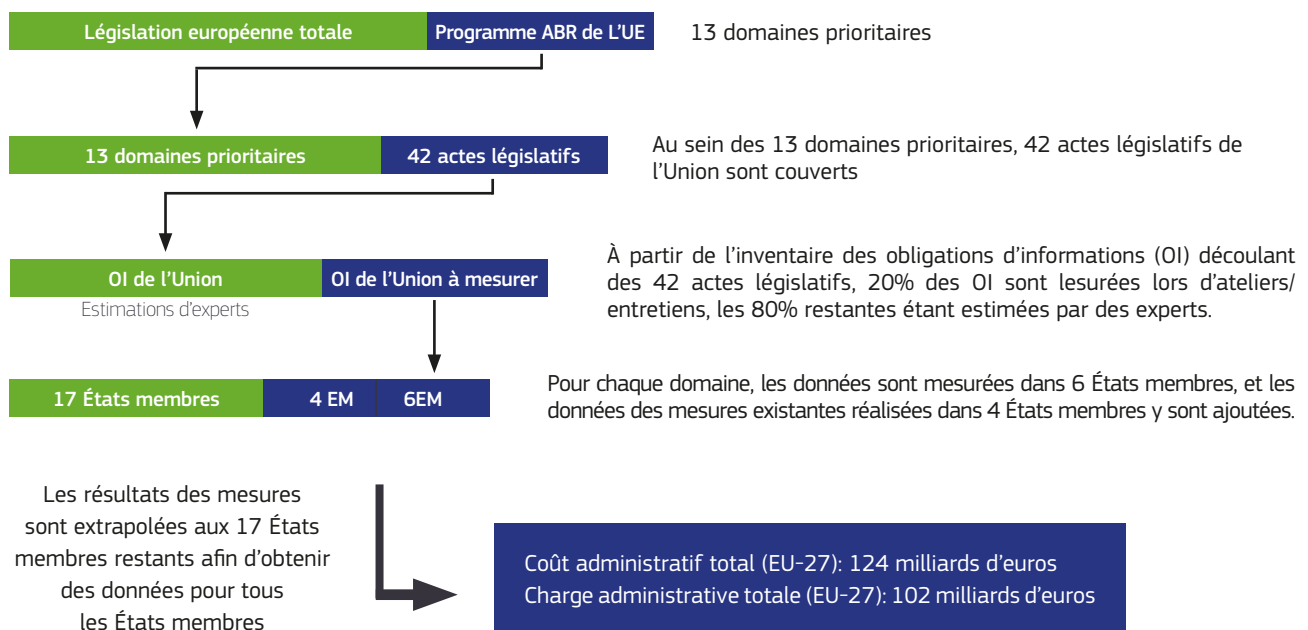 Législation européenne totale
Programme ABR de L'UE
13 domaines prioritaires
13 domaines prioritaires
42 actes législatifs
Au sein des 13 domaines prioritaires, 42 actes législatifs de
l'Union sont couverts
OI de l'Union
OI de l'Union à mesurer
Estimations d'experts
À partir de l'inventaire des obligations d'informations (OI) découlant
des 42 actes législatifs, 20% des OI sont lesurées lors d'ateliers/
entretiens, les 80% restantes étant estimées par des experts.
17 États membres
4 EM
6EM
Pour chaque domaine, les données sont mesurées dans 6 États membres, et les
données des mesures existantes réalisées dans 4 États membres y sont ajoutées.
Les résultats des mesures
sont extrapolées aux 17 États
membres restants afin d'obtenir
des données pour tous
les États membres
Coût administratif total (EU-27): 124 milliards d'euros
Charge administrative totale (EU-27): 102 milliards d'euros